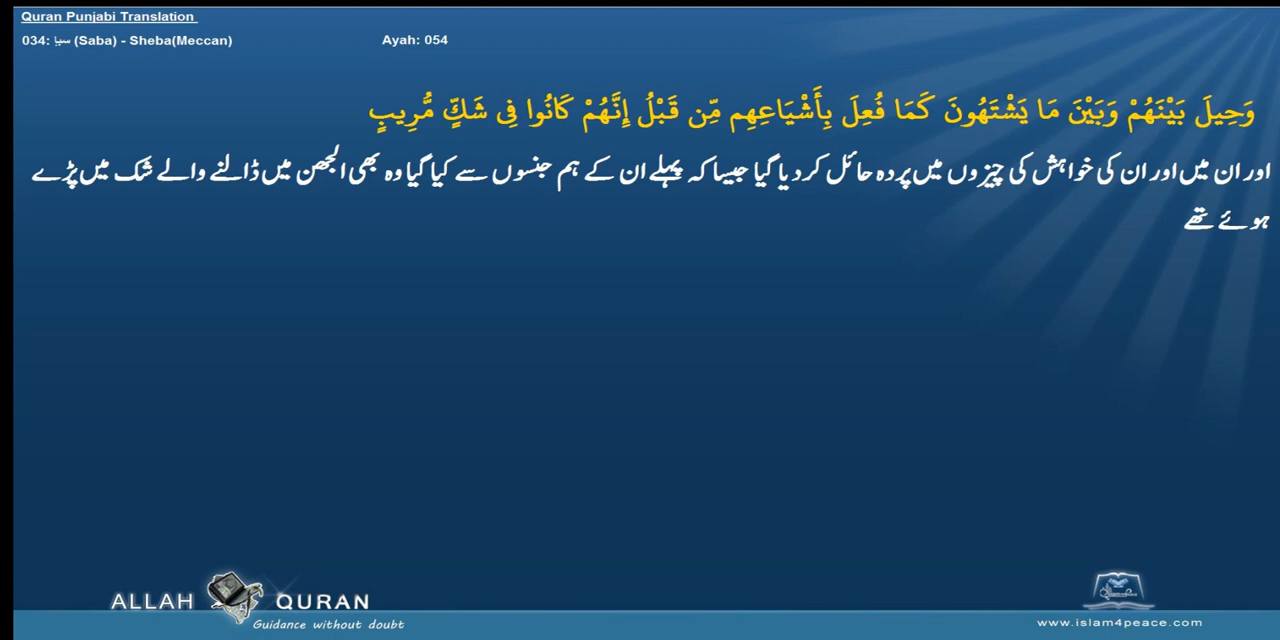 Quran Punjabi Translation
034: سبإ (Saba) - Sheba(Meccan) Ayah: 054
وَحِيلَ بَيْنَهُمْ وَبَيْنَ مَا يَشْتَهُونَ كَمَا فُعِلَ بِأَشْيَاعِهِم مِّن قَبْلُ إِنَّهُمْ كَانُوا فِى شَكٍّ مُّرِيبٍ
اور ان میں اور ان کی خواہش کی چیزوں میں پردہ حائل کر دیا گیا جیسا کہ پہلے ان کے ہم جنسوں سے کیا گیا وہ بھی الجھن میں ڈالنے والے شک میں پڑے
ہوئے تھے
ALLAH QURAN
Guidance without doubt
www.islam4peace.com